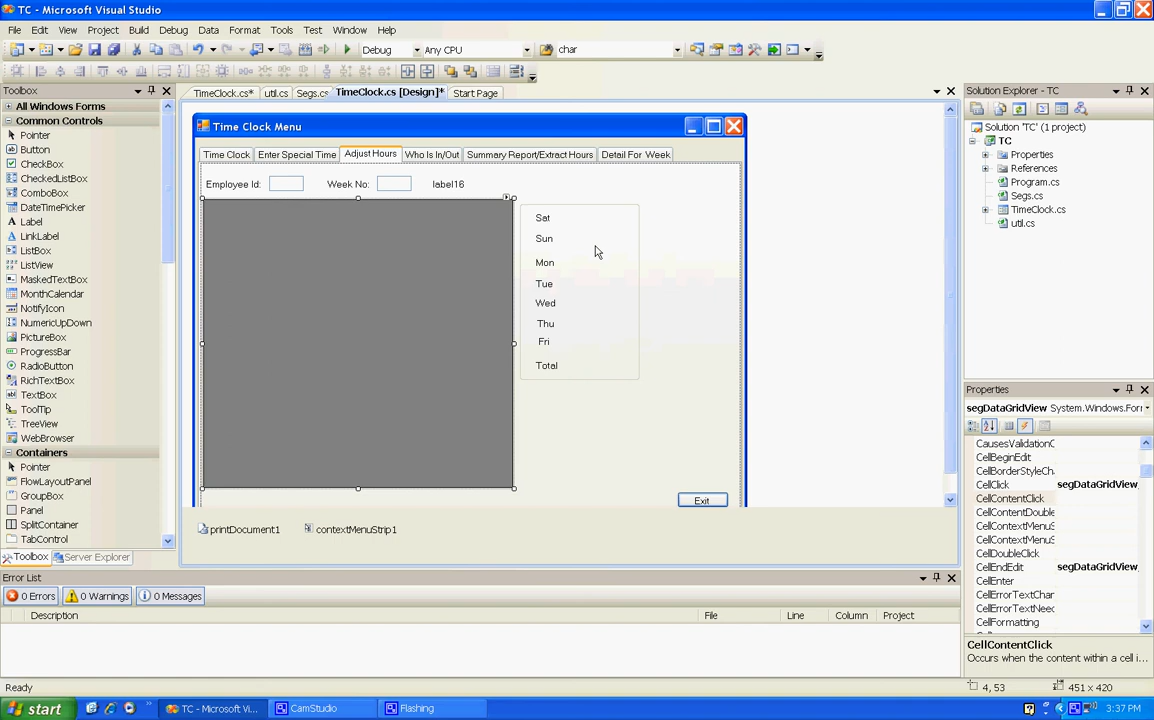 TC - Microsoft Visual Studio
File Edit View Project Build Debug Data Format Tools Test Window Help
Debug Any CPU char
Toolbox
All Windows Forms
Common Controls
Pointer
Button
CheckBox
CheckedListBox
ComboBox
DateTimePicker
Label
LinkLabel
ListBox
ListView
MaskedTextBox
MonthCalendar
NotifyIcon
NumericUpDown
PictureBox
ProgressBar
RadioButton
RichTextBox
TextBox
ToolTip
TreeView
WebBrowser
Containers
Pointer
FlowLayoutPanel
GroupBox
Panel
SplitContainer
TabControl
Toolbox Server Explorer
TimeClock.cs* util.cs Segs.cs TimeClock.cs [Design]* Start Page
Time Clock Menu
Time Clock Enter Special Time Adjust Hours Who Is In/Out Summary Report/Extract Hours Detail For Week
Employee Id: Week No: label16
Sat
Sun
Mon
Tue
Wed
Thu
Fri
Total
Exit
printDocument1 contextMenuStrip1
Solution Explorer - TC
Solution 'TC' (1 project)
TC
Properties
References
Program.cs
Segs.cs
TimeClock.cs
util.cs
Properties
segDataGridView System.Windows.Forr
CausesValidationC
CellBeginEdit
CellBorderStyleCh
CellClick segDataGridView_
CellContentClick
CellContentDouble
CellContextMenuS
CellContextMenuS
CellDoubleClick
CellEndEdit segDataGridView_
CellEnter
CellErrorTextChar
CellErrorTextNeec
CellFormatting
CellContentClick
Occurs when the content within a cell i...
Error List
0 Errors 0 Warnings 0 Messages
Description File Line Column Project
Ready 4, 53 451 x 420
start TC - Microsoft Vi... CamStudio Flashing 3:37 PM